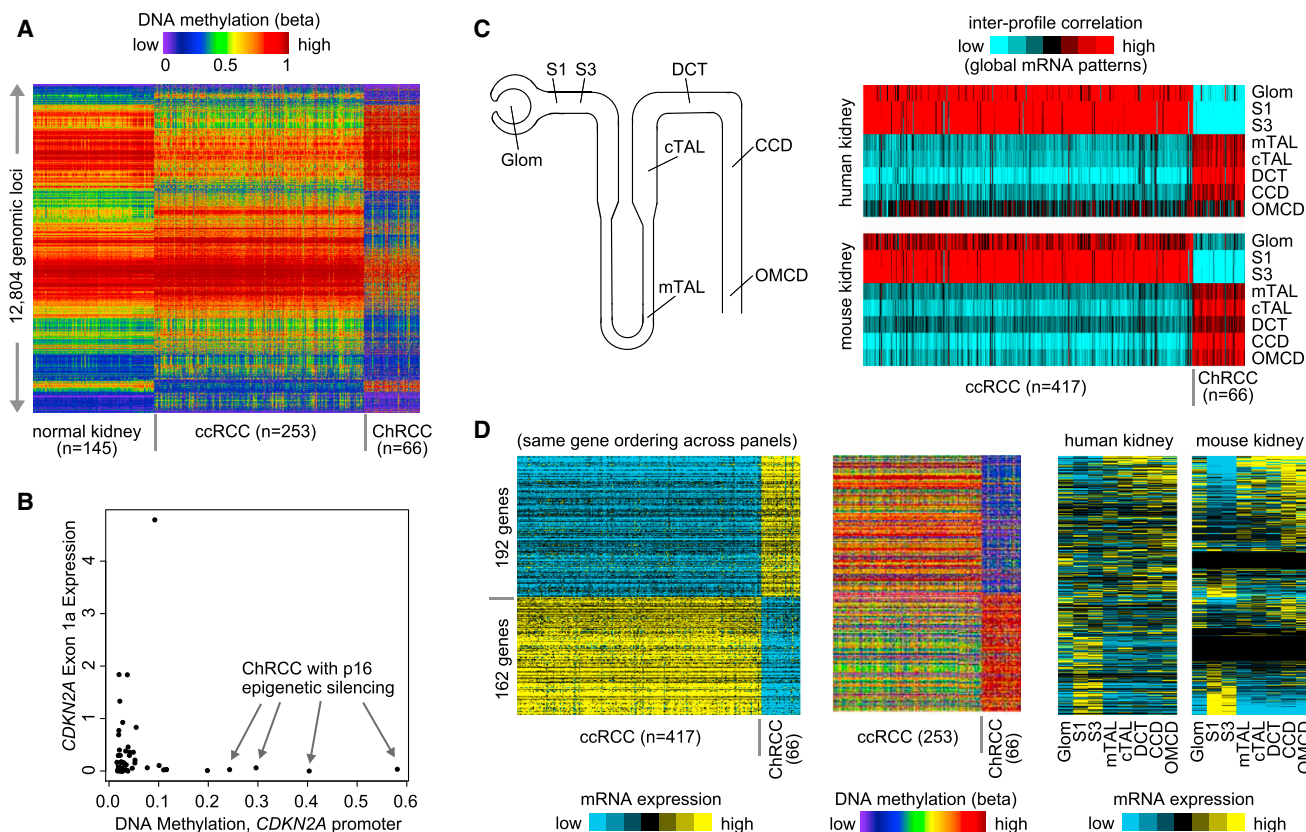 A
DNA methylation (beta)
low
high
0
0.5
1
12,804 genomic loci
normal kidney
(n=145)
ccRCC (n=253)
ChRCC
(n=66)
B
CDKN2A Exon 1a Expression
4
3
2
1
0
ChRCC with p16
epigenetic silencing
0.0
0.1
0.2
0.3
0.4
0.5
0.6
DNA Methylation, CDKN2A promoter
C
S1
S3
DCT
Glom
cTAL
CCD
mTAL
OMCD
inter-profile correlation
low
high
(global mRNA patterns)
human kidney
Glom
S1
S3
mTAL
cTAL
DCT
CCD
OMCD
mouse kidney
Glom
S1
S3
mTAL
cTAL
DCT
CCD
OMCD
ccRCC (n=417)
ChRCC
(n=66)
D
(same gene ordering across panels)
human kidney
mouse kidney
192 genes
162 genes
ccRCC (n=417)
ChRCC
(66)
ccRCC (253)
ChRCC
(66)
Glom
S1
S3
mTAL
cTAL
DCT
CCD
OMCD
Glom
S1
S3
mTAL
cTAL
DCT
CCD
OMCD
mRNA expression
low
high
DNA methylation (beta)
low
high
mRNA expression
low
high